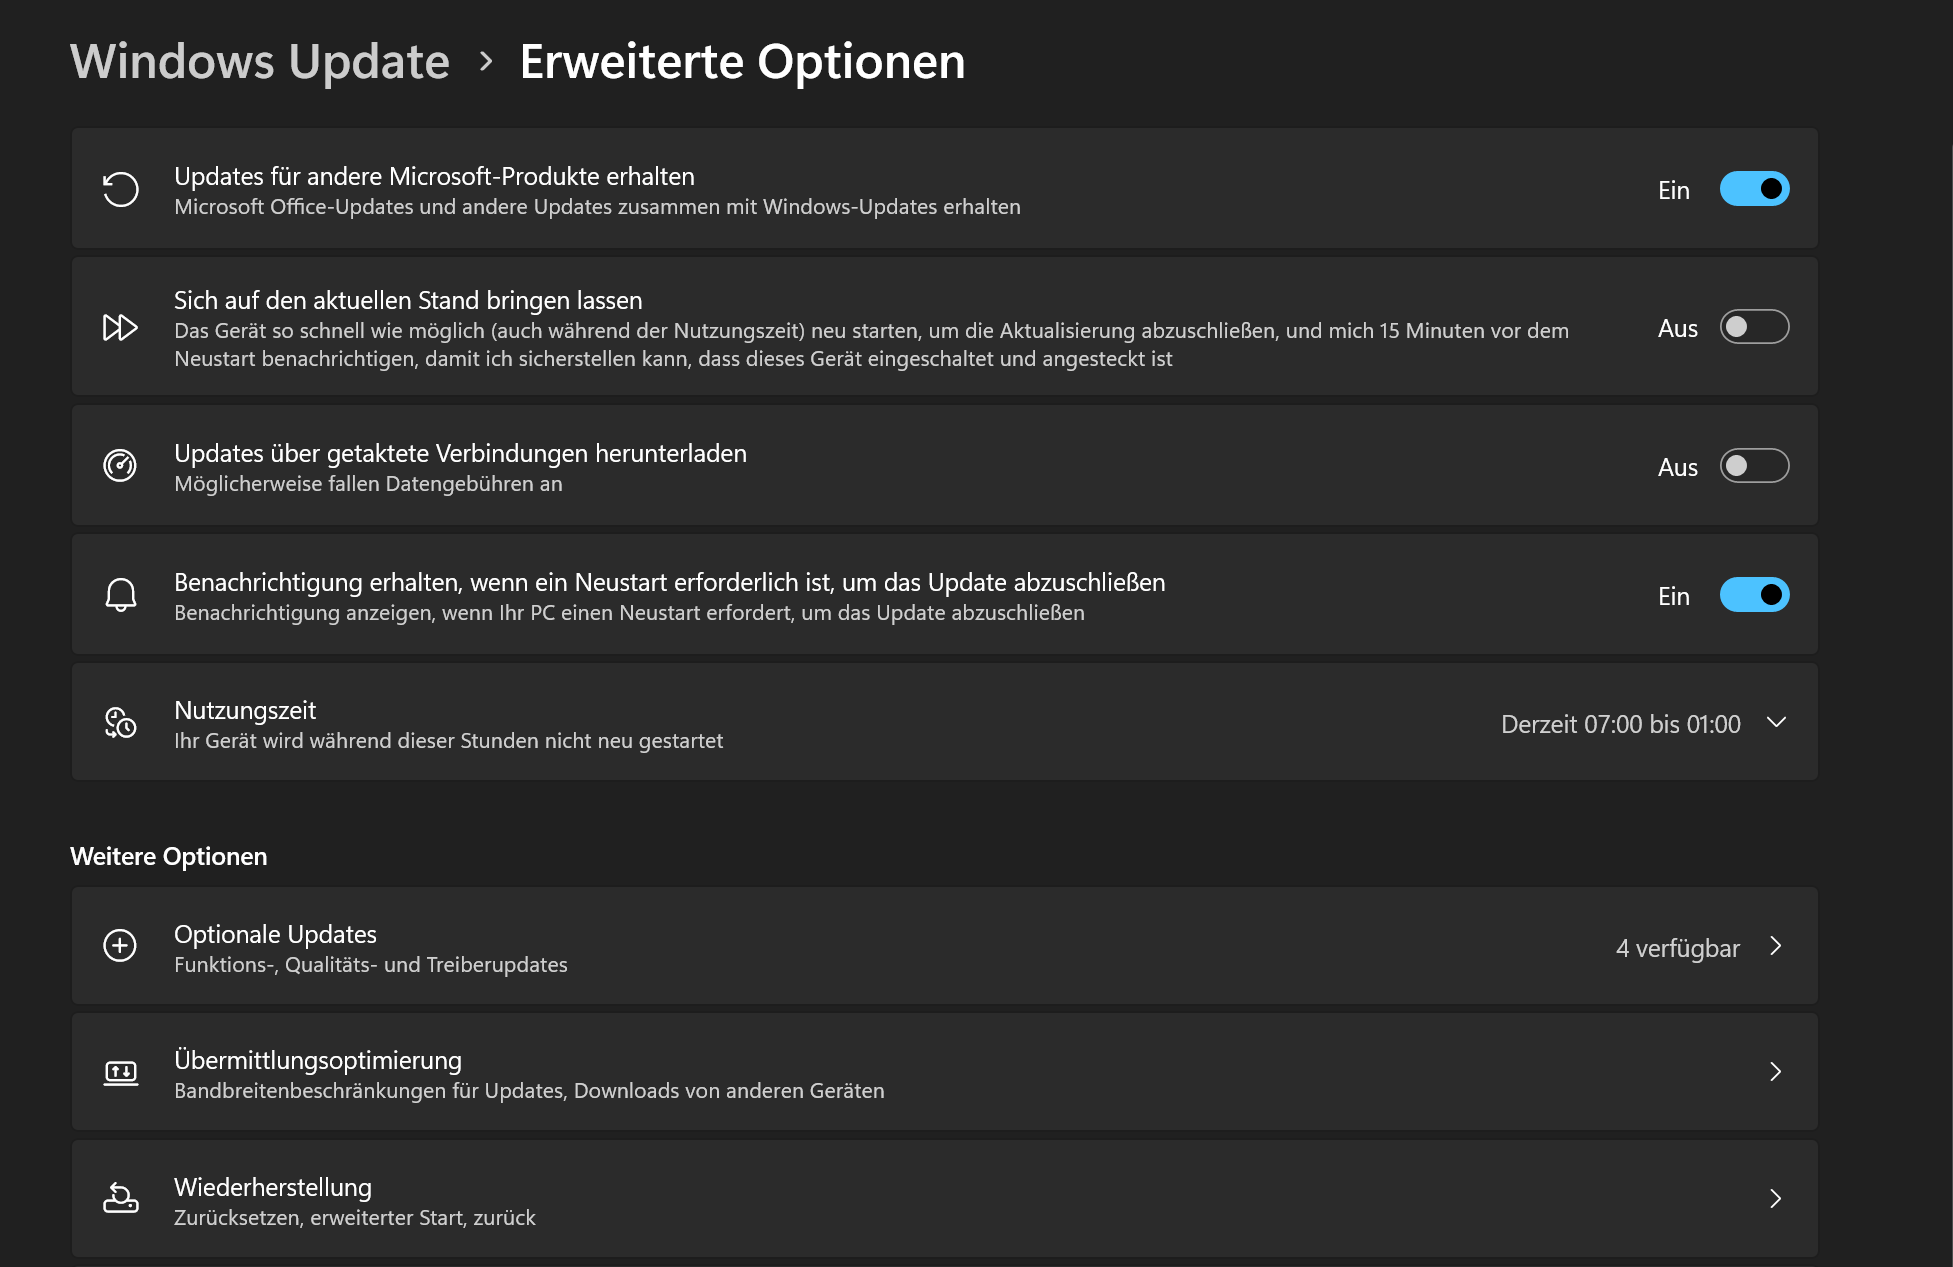 Windows Update > Erweiterte Optionen
Updates für andere Microsoft-Produkte erhalten
Microsoft Office-Updates und andere Updates zusammen mit Windows-Updates erhalten
Ein
Sich auf den aktuellen Stand bringen lassen
Das Gerät so schnell wie möglich (auch während der Nutzungszeit) neu starten, um die Aktualisierung abzuschließen, und mich 15 Minuten vor dem
Neustart benachrichtigen, damit ich sicherstellen kann, dass dieses Gerät eingeschaltet und angesteckt ist
Aus
Updates über getaktete Verbindungen herunterladen
Möglicherweise fallen Datengebühren an
Aus
Benachrichtigung erhalten, wenn ein Neustart erforderlich ist, um das Update abzuschließen
Benachrichtigung anzeigen, wenn Ihr PC einen Neustart erfordert, um das Update abzuschließen
Ein
Nutzungszeit
Ihr Gerät wird während dieser Stunden nicht neu gestartet
Derzeit 07:00 bis 01:00
Weitere Optionen
Optionale Updates
Funktions-, Qualitäts- und Treiberupdates
4 verfügbar
Übermittlungsoptimierung
Bandbreitenbeschränkungen für Updates, Downloads von anderen Geräten
Wiederherstellung
Zurücksetzen, erweiterter Start, zurück